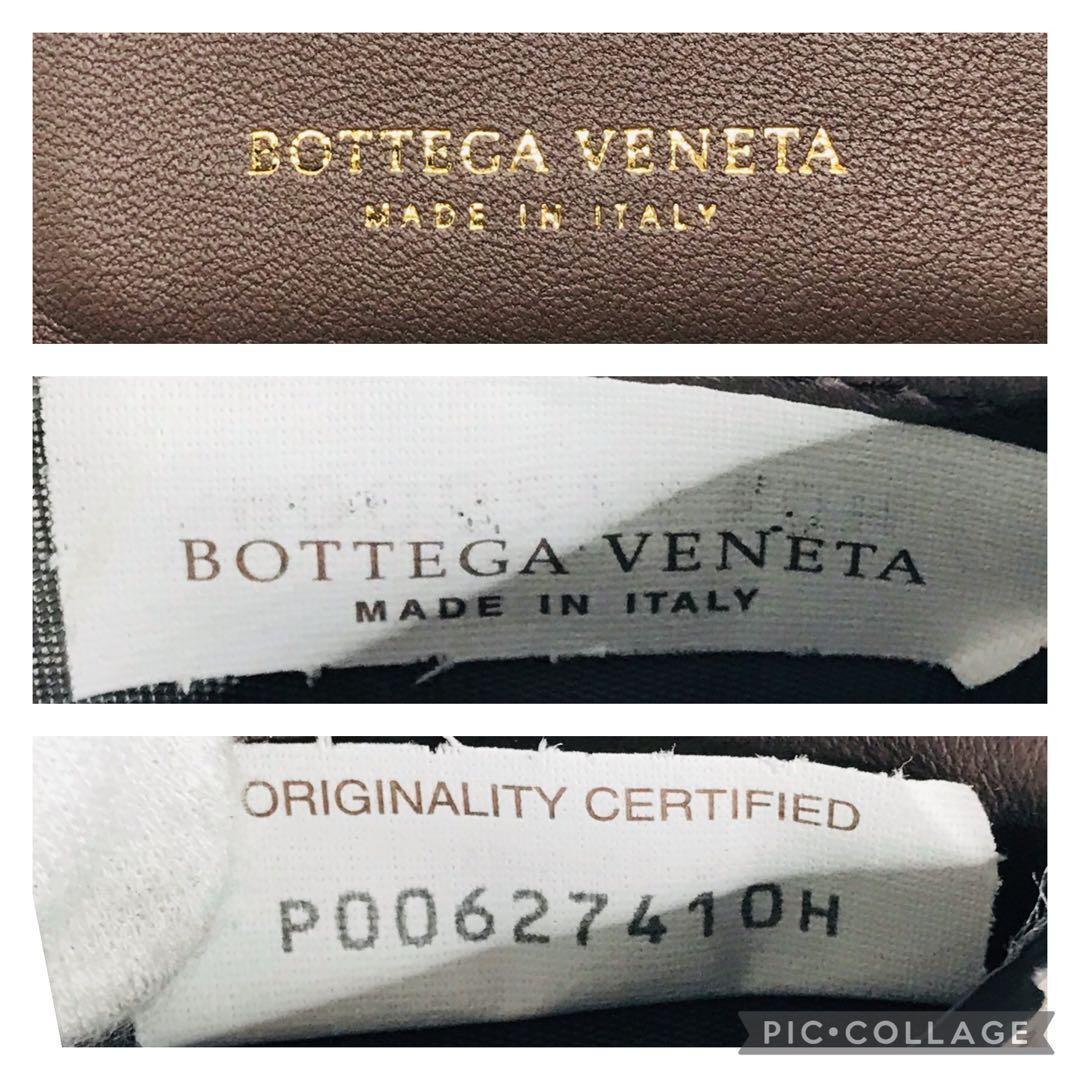 BOTTEGA VENETA
MADE IN ITALY
BOTTEGA VENETA
MADE IN ITALY
ORIGINALITY CERTIFIED
P00627410H
PIC•COLLAGE